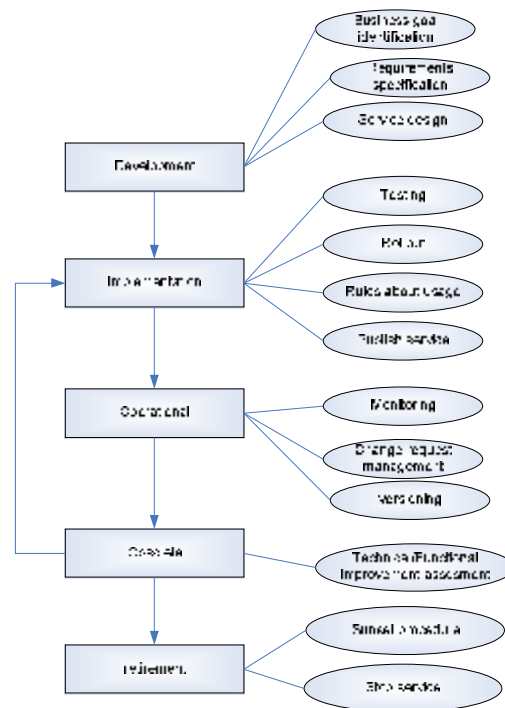 Business goal
identification
Requirements
specification
Service design
Development
Testing
Roll out
Implementation
Rules about usage
Publish service
Monitoring
Operational
Change request
management
Versioning
Obsolete
Technical/Functional
improvement assesment
Sunset procedure
retirement
Stop service